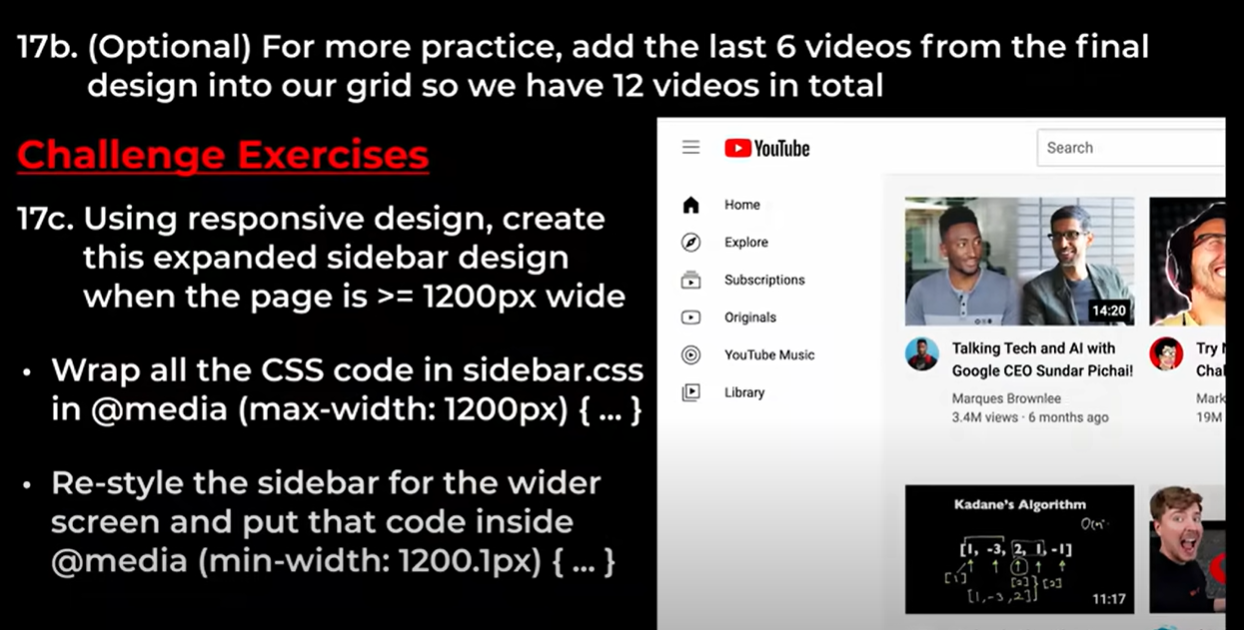 17b. (Optional) For more practice, add the last 6 videos from the final
design into our grid so we have 12 videos in total
Challenge Exercises
17c. Using responsive design, create
this expanded sidebar design
when the page is >= 1200px wide
• Wrap all the CSS code in sidebar.css
in @media (max-width: 1200px) { ... }
• Re-style the sidebar for the wider
screen and put that code inside
@media (min-width: 1200.1px) { ... }
YouTube
Search
Home
Explore
Subscriptions
Originals
YouTube Music
Library
14:20
Talking Tech and AI with
Google CEO Sundar Pichai!
Marques Brownlee
3.4M views · 6 months ago
Try
Chal
Mark
19M
Kadane's Algorithm
[1, -3, 2, 1, -1]
[1] [2] [2]
[1,-3,2]
11:17